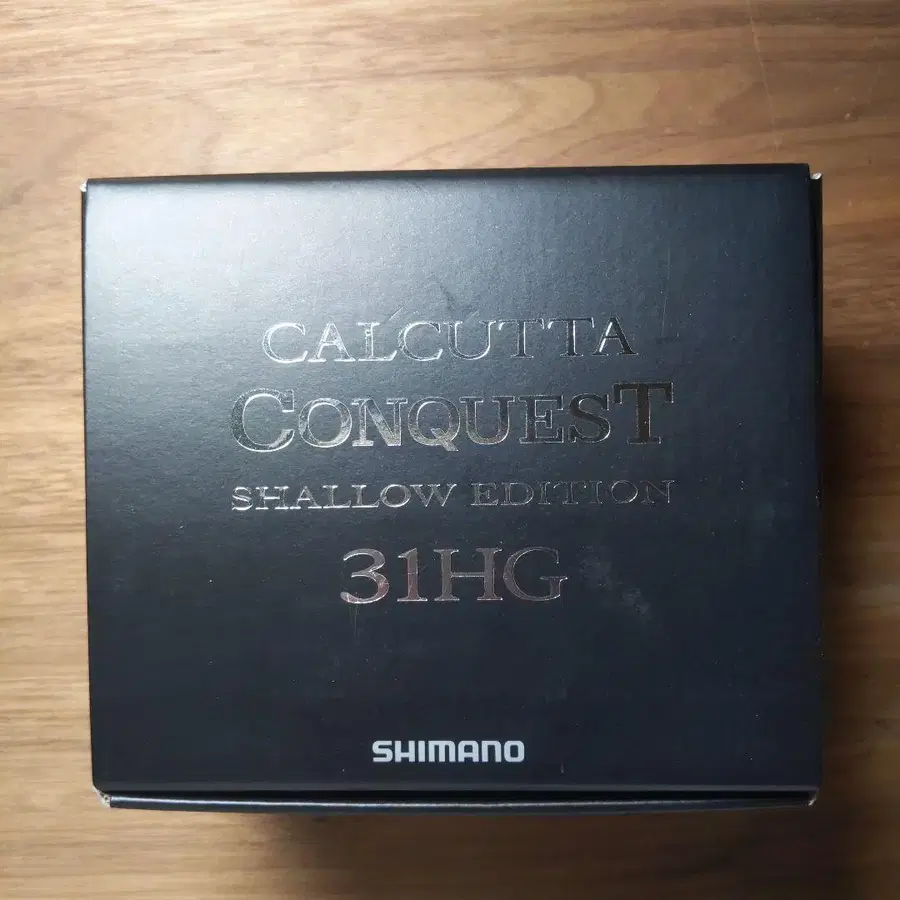 CALCUTTA
CONQUEST
SHALLOW EDITION
31HG
SHIMANO